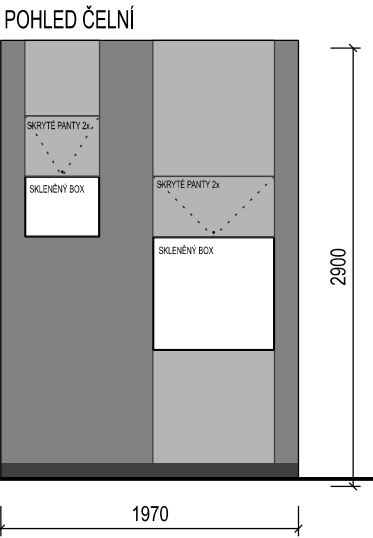 POHLED ČELNÍ
SKRYTÉ PANTY 2x
SKLENĚNÝ BOX
SKRYTÉ PANTY 2x
SKLENĚNÝ BOX
2900
1970